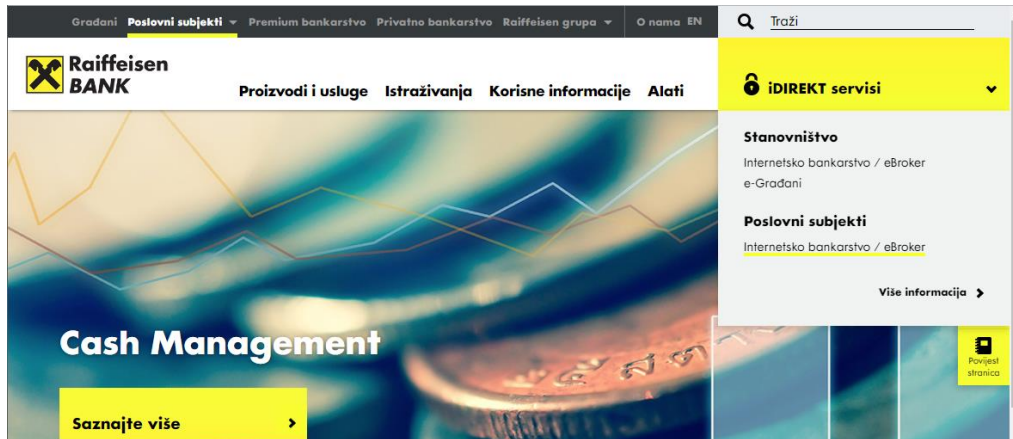 Građani Poslovni subjekti Premium bankarstvo Privatno bankarstvo Raiffeisen grupa O nama EN
Traži
Raiffeisen
BANK
Proizvodi i usluge Istraživanja Korisne informacije Alati
iDIREKT servisi
Stanovništvo
Internetsko bankarstvo / eBroker
e-Građani
Poslovni subjekti
Internetsko bankarstvo / eBroker
Više informacija
Cash Management
Saznajte više
Povijest
stranica